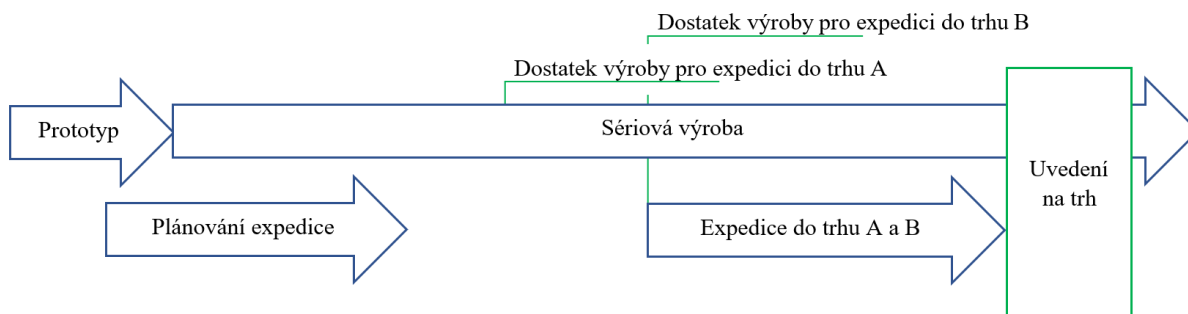 Dostatek výroby pro expedici do trhu B
Dostatek výroby pro expedici do trhu A
Prototyp
Sériová výroba
Uvedení
na trh
Plánování expedice
Expedice do trhu A a B